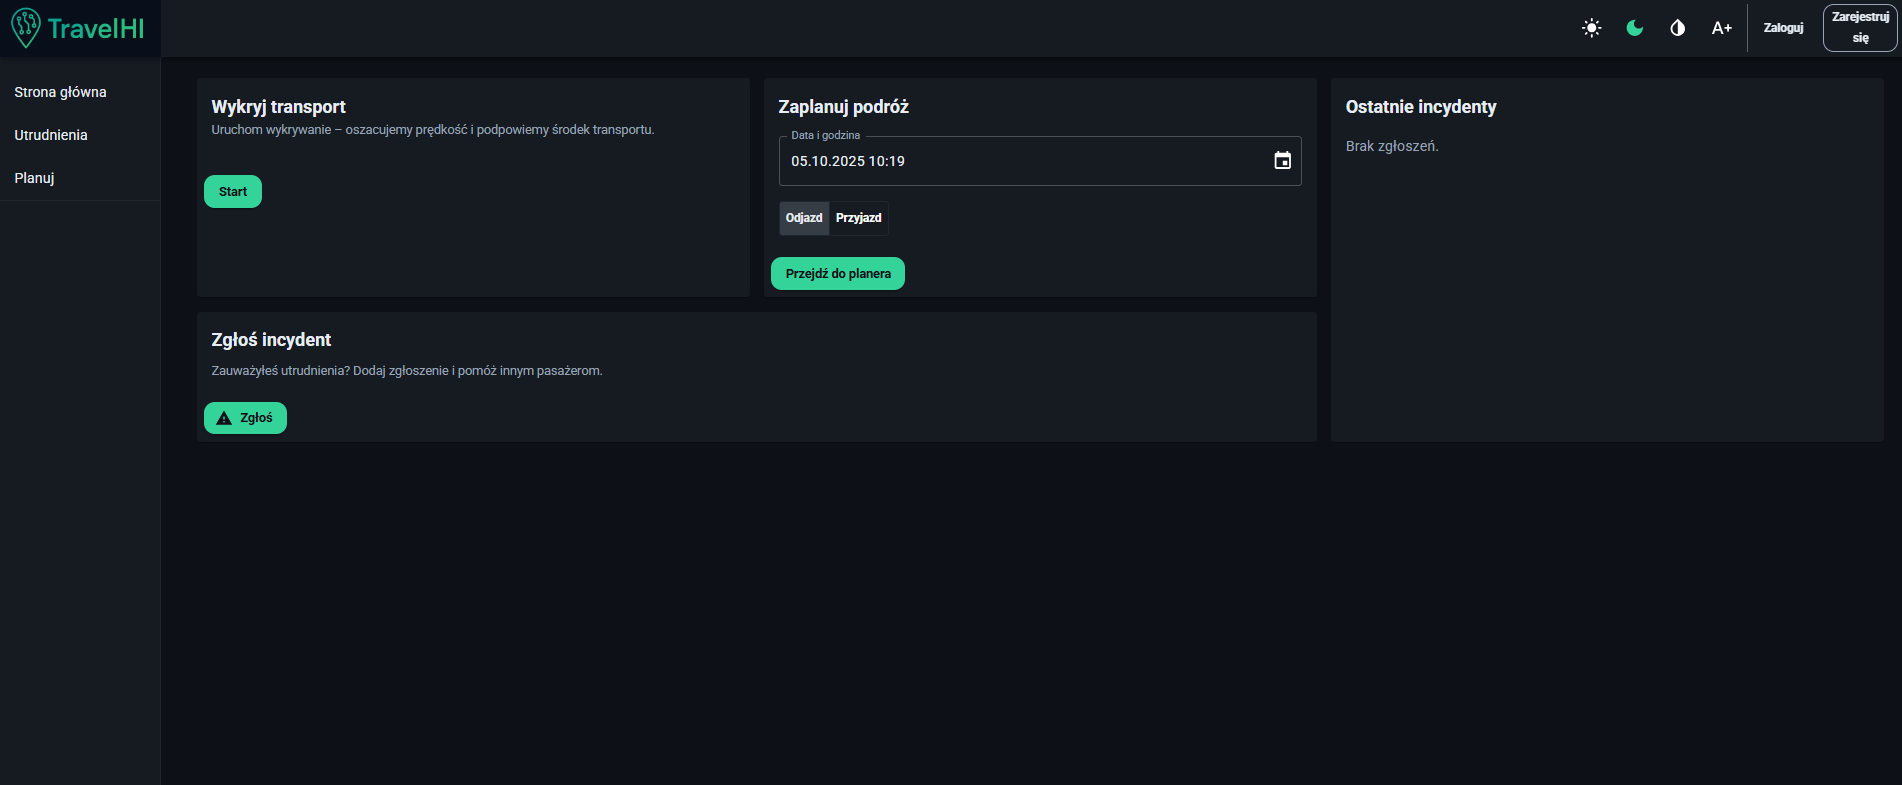 TravelHI
A+
Zaloguj
Zarejestruj
się
Strona główna
Utrudnienia
Planuj
Wykryj transport
Uruchom wykrywanie – oszacujemy prędkość i podpowiemy środek transportu.
Start
Zaplanuj podróż
Data i godzina
05.10.2025 10:19
Odjazd
Przyjazd
Przejdź do planera
Ostatnie incydenty
Brak zgłoszeń.
Zgłoś incydent
Zauważyłeś utrudnienia? Dodaj zgłoszenie i pomóż innym pasażerom.
Zgłoś